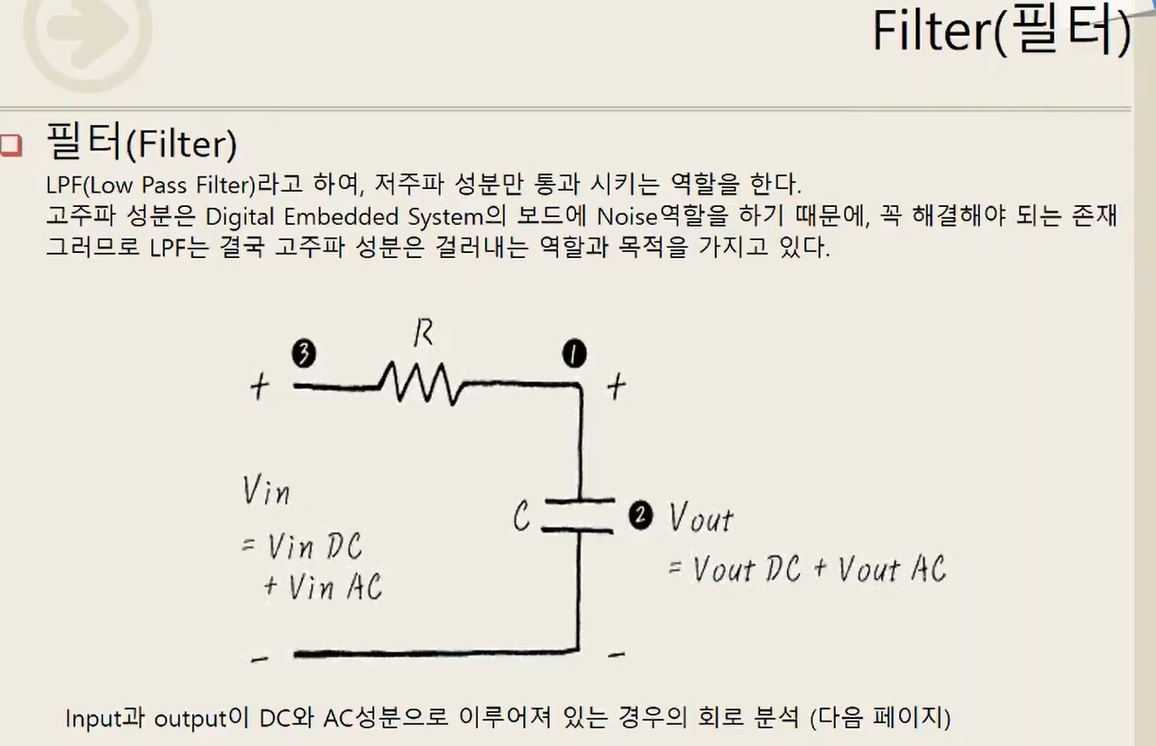 Filter(필터)
필터(Filter)
LPF(Low Pass Filter)라고 하여, 저주파 성분만 통과 시키는 역할을 한다.
고주파 성분은 Digital Embedded System의 보드에 Noise역할을 하기 때문에, 꼭 해결해야 되는 존재
그러므로 LPF는 결국 고주파 성분은 걸러내는 역할과 목적을 가지고 있다.
R
❸ ❶
+ +
Vin
= Vin DC
+ Vin AC
C ❷ Vout
= Vout DC + Vout AC
- -
Input과 output이 DC와 AC성분으로 이루어져 있는 경우의 회로 분석 (다음 페이지)